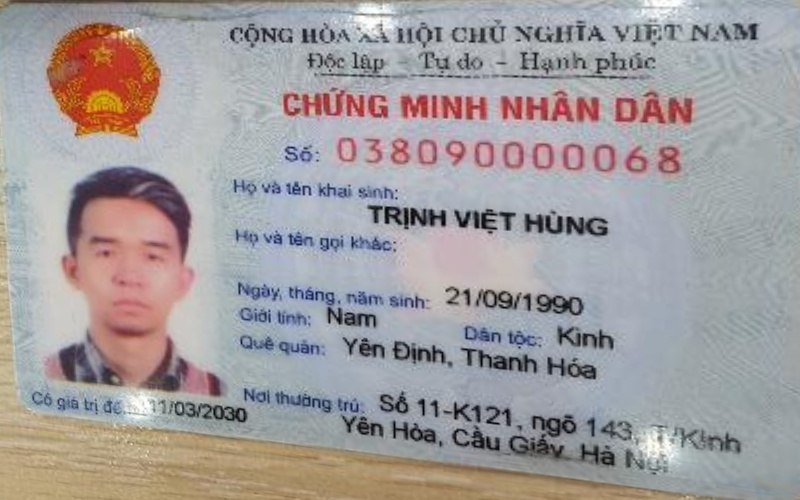 CỘNG HÒA XÃ HỘI CHỦ NGHĨA VIỆT NAM
Độc lập - Tự do - Hạnh phúc
CHỨNG MINH NHÂN DÂN
Số: 038090000068
Họ và tên khai sinh:
TRỊNH VIỆT HÙNG
Họ và tên gọi khác:
Ngày, tháng, năm sinh: 21/09/1990
Giới tính: Nam Dân tộc: Kinh
Quê quán: Yên Định, Thanh Hóa
Có giá trị đến 11/03/2030
Nơi thường trú: Số 11-K121, ngõ 143, T/Kinh
Yên Hòa, Cầu Giấy, Hà Nội